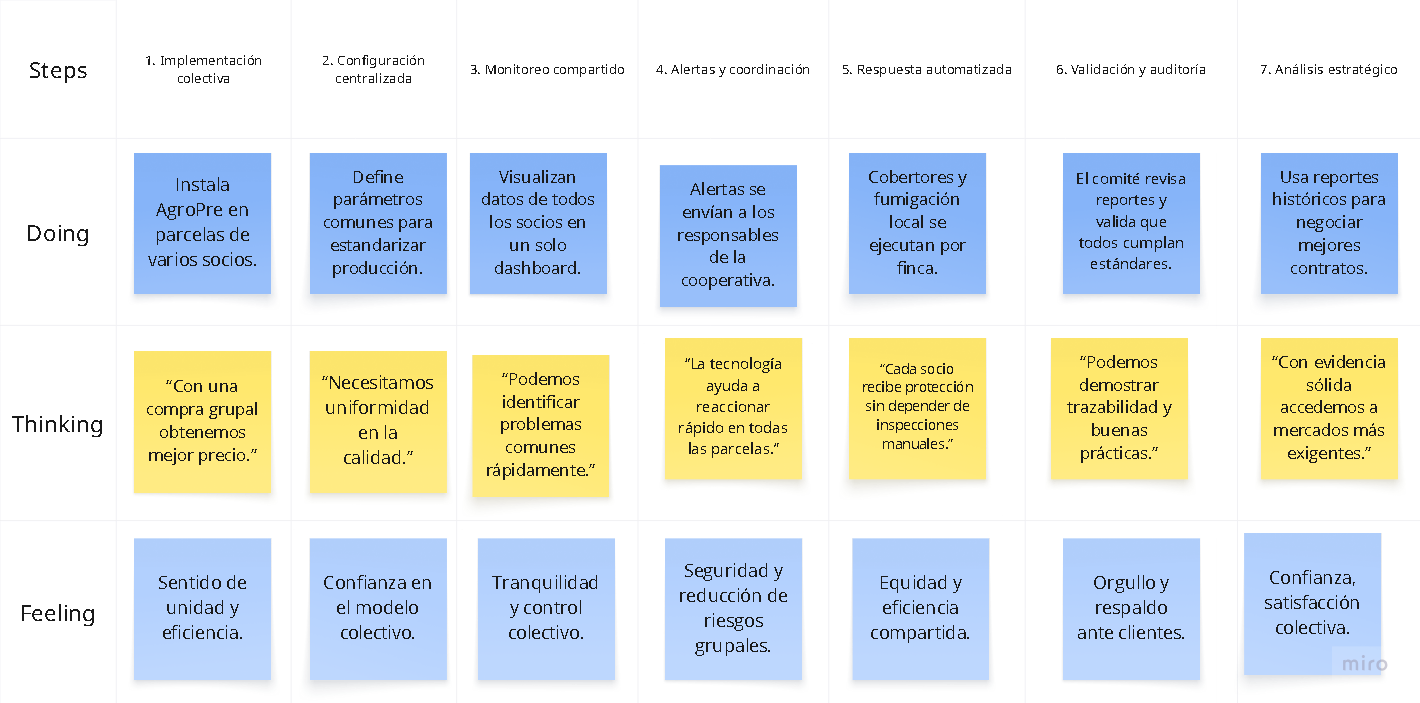 Steps
1. Implementación
colectiva
2. Configuración
centralizada
3. Monitoreo compartido
4. Alertas y coordinación
5. Respuesta automatizada
6. Validación y auditoría
7. Análisis estratégico
Doing
Instala
AgroPre en
parcelas de
varios socios.
Define
parámetros
comunes para
estandarizar
producción.
Visualizan
datos de todos
los socios en
un solo
dashboard.
Alertas se
envían a los
responsables
de la
cooperativa.
Cobertores y
fumigación
local se
ejecutan por
finca.
El comité revisa
reportes y
valida que
todos cumplan
estándares.
Usa reportes
históricos para
negociar
mejores
contratos.
Thinking
“Con una
compra grupal
obtenemos
mejor precio.”
“Necesitamos
uniformidad
en la
calidad.”
“Podemos
identificar
problemas
comunes
rápidamente.”
“La tecnología
ayuda a
reaccionar
rápido en todas
las parcelas.”
“Cada socio
recibe protección
sin depender de
inspecciones
manuales.”
“Podemos
demostrar
trazabilidad y
buenas
prácticas.”
“Con evidencia
sólida
accedemos a
mercados más
exigentes.”
Feeling
Sentido de
unidad y
eficiencia.
Confianza en
el modelo
colectivo.
Tranquilidad
y control
colectivo.
Seguridad y
reducción de
riesgos
grupales.
Equidad y
eficiencia
compartida.
Orgullo y
respaldo
ante clientes.
Confianza,
satisfacción
colectiva.
miro